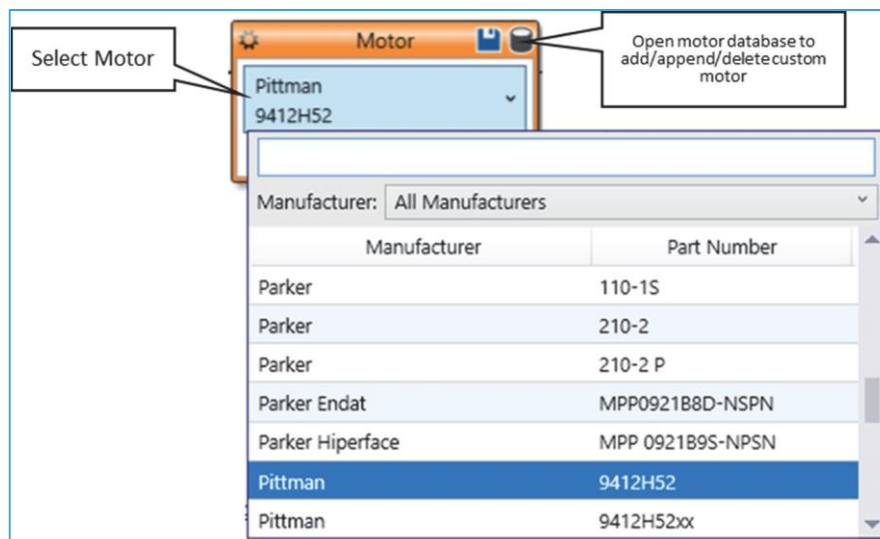 Select Motor
Motor
Open motor database to
add/append/delete custom
motor
Pittman
9412H52
Manufacturer: All Manufacturers
Manufacturer Part Number
Parker 110-1S
Parker 210-2
Parker 210-2 P
Parker Endat MPP0921B8D-NSPN
Parker Hiperface MPP 0921B9S-NPSN
Pittman 9412H52
Pittman 9412H52xx